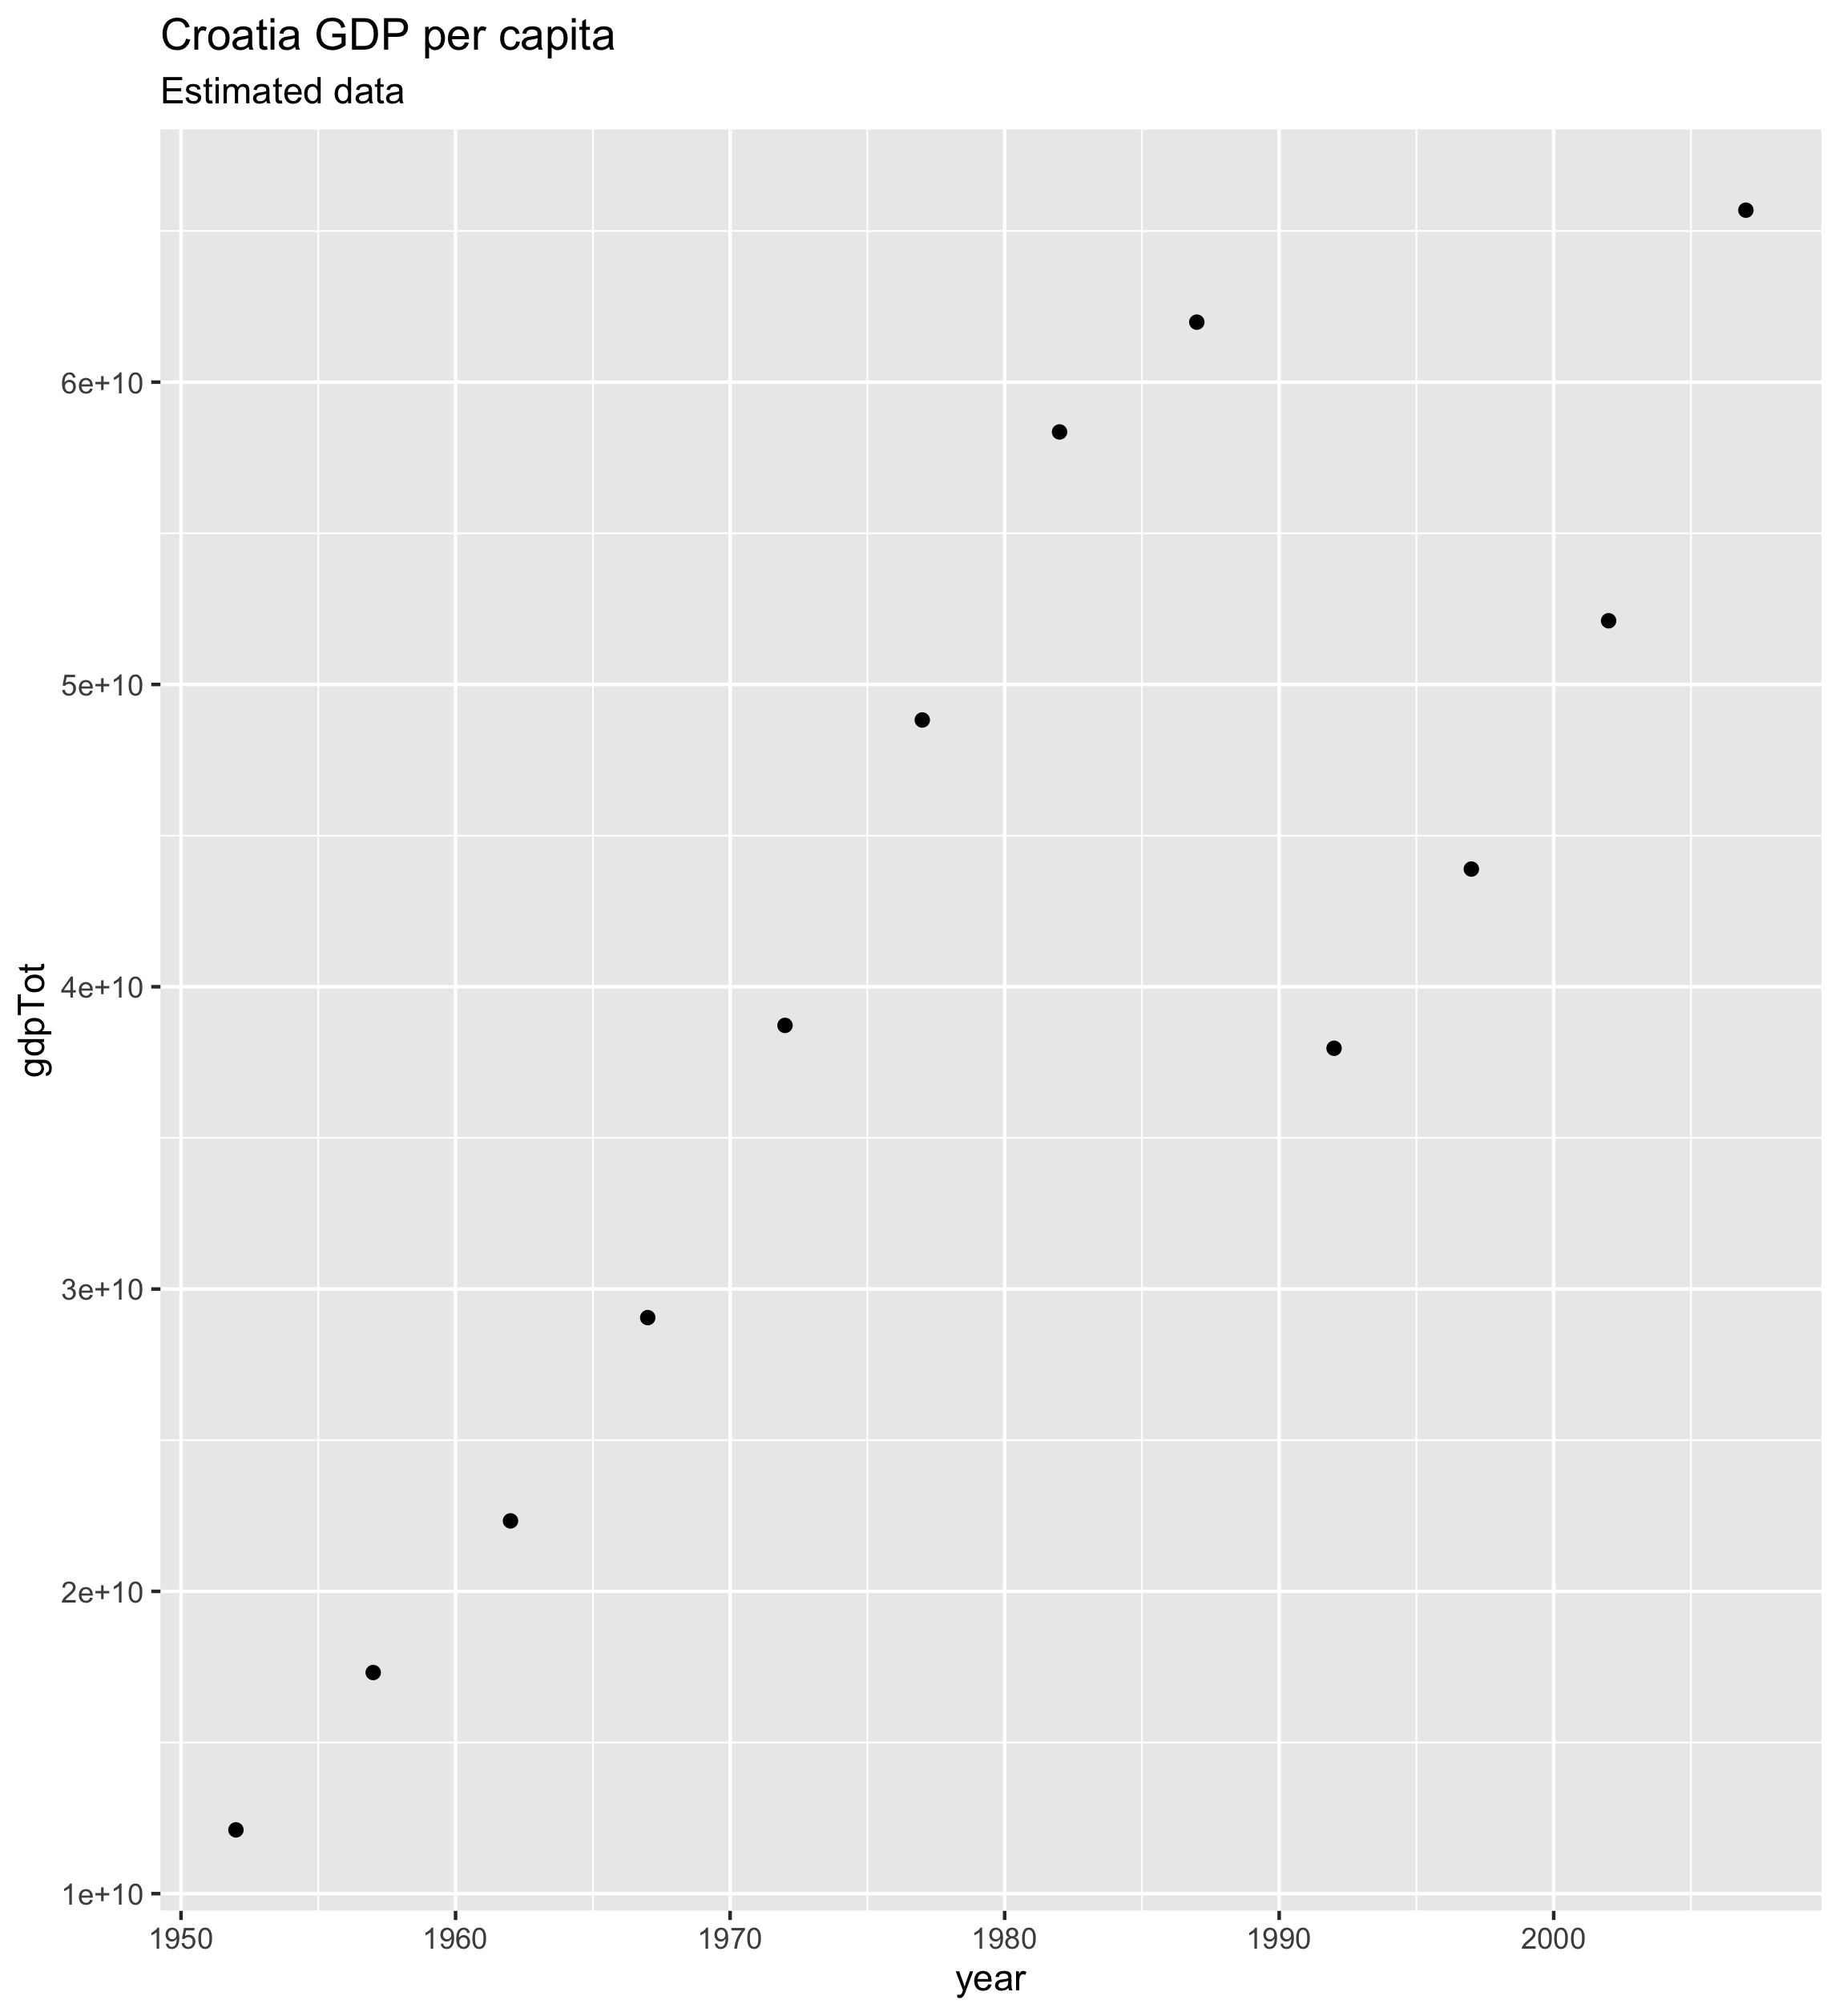 Croatia GDP per capita
Estimated data
gdpTot
6e+10
5e+10
4e+10
3e+10
2e+10
1e+10
1950 1960 1970 1980 1990 2000
year